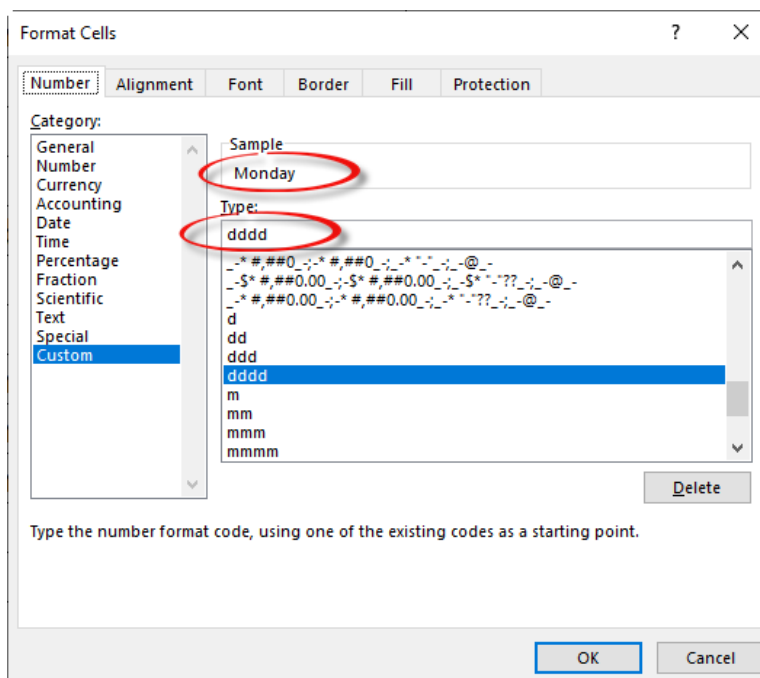 Format Cells ? X
Number Alignment Font Border Fill Protection
Category:
General
Number
Currency
Accounting
Date
Time
Percentage
Fraction
Scientific
Text
Special
Custom
Sample
Monday
Type:
dddd
_-* #,##0_-;-* #,##0_-;_-* "-"_-;_-@_-
_-$* #,##0.00_-;-$* #,##0.00_-;_-$* "-"??_-;_-@_-
_-* #,##0.00_-;-* #,##0.00_-;_-* "-"??_-;_-@_-
d
dd
ddd
dddd
m
mm
mmm
mmmm
Delete
Type the number format code, using one of the existing codes as a starting point.
OK Cancel